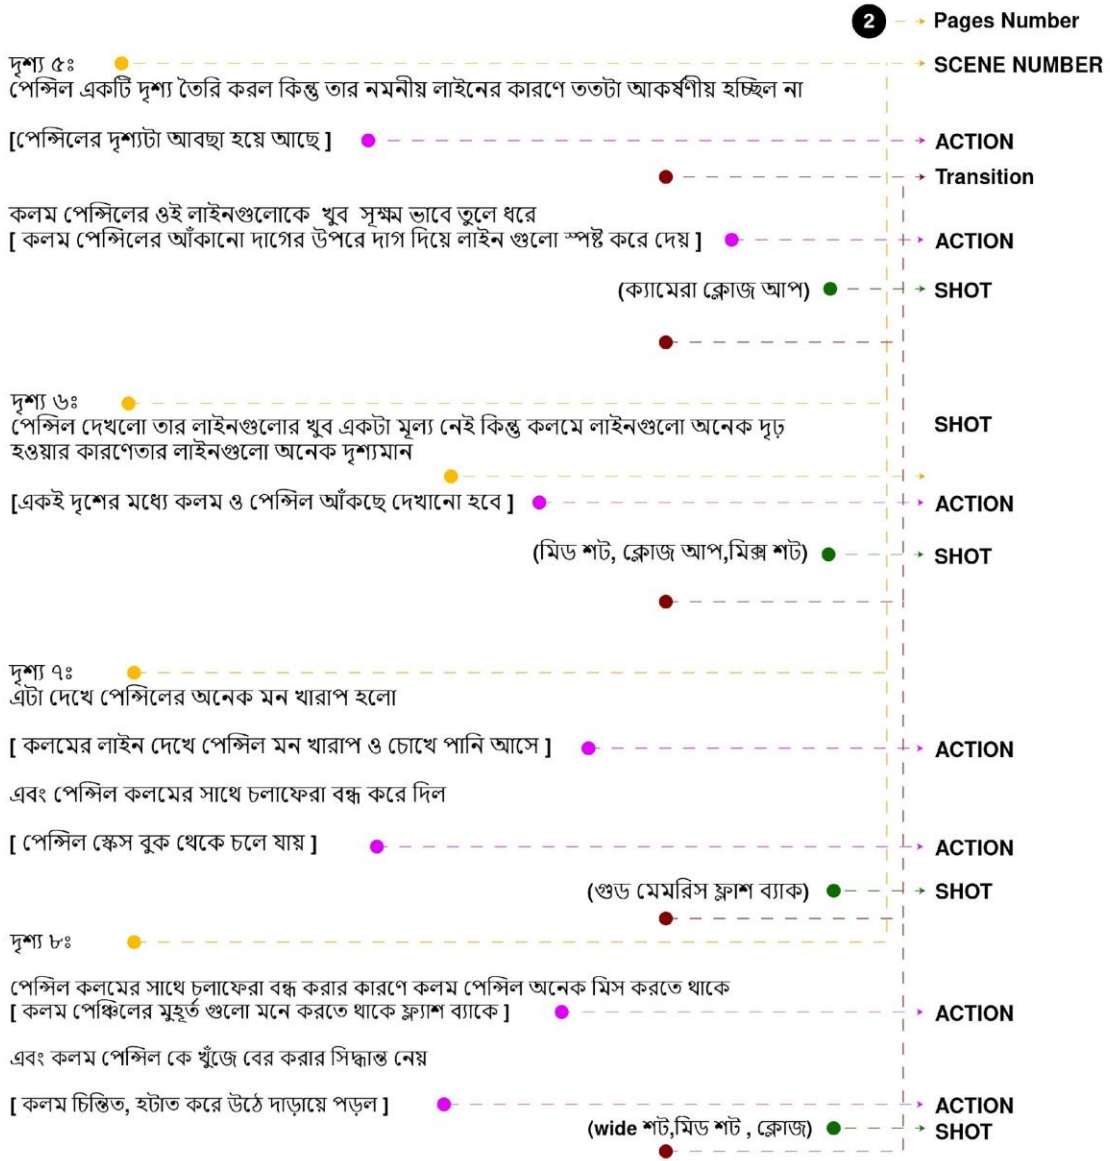 2 Pages Number
দৃশ্য ৫ঃ SCENE NUMBER
পেন্সিল একটি দৃশ্য তৈরি করল কিন্তু তার নমনীয় লাইনের কারণে ততটা আকর্ষণীয় হচ্ছিল না
[পেন্সিলের দৃশ্যটা আবছা হয়ে আছে ] ACTION
Transition
কলম পেন্সিলের ওই লাইনগুলোকে খুব সূক্ষ্ম ভাবে তুলে ধরে
[ কলম পেন্সিলের আঁকানো দাগের উপরে দাগ দিয়ে লাইন গুলো স্পষ্ট করে দেয় ] ACTION
(ক্যামেরা ক্লোজ আপ) SHOT
দৃশ্য ৬ঃ
পেন্সিল দেখলো তার লাইনগুলোর খুব একটা মূল্য নেই কিন্তু কলমে লাইনগুলো অনেক দৃঢ় SHOT
হওয়ার কারণেতার লাইনগুলো অনেক দৃশ্যমান
[একই দৃশের মধ্যে কলম ও পেন্সিল আঁকছে দেখানো হবে ] ACTION
(মিড শট, ক্লোজ আপ,মিক্স শট) SHOT
দৃশ্য ৭ঃ
এটা দেখে পেন্সিলের অনেক মন খারাপ হলো
[ কলমের লাইন দেখে পেন্সিল মন খারাপ ও চোখে পানি আসে ] ACTION
এবং পেন্সিল কলমের সাথে চলাফেরা বন্ধ করে দিল
[ পেন্সিল স্কেস বুক থেকে চলে যায় ] ACTION
(গুড মেমরিস ফ্লাশ ব্যাক) SHOT
দৃশ্য ৮ঃ
পেন্সিল কলমের সাথে চলাফেরা বন্ধ করার কারণে কলম পেন্সিল অনেক মিস করতে থাকে
[ কলম পেঞ্চিলের মুহূর্ত গুলো মনে করতে থাকে ফ্ল্যাশ ব্যাকে ] ACTION
এবং কলম পেন্সিল কে খুঁজে বের করার সিদ্ধান্ত নেয়
[ কলম চিন্তিত, হটাত করে উঠে দাড়ায়ে পড়ল ] ACTION
(wide শট,মিড শট , ক্লোজ) SHOT